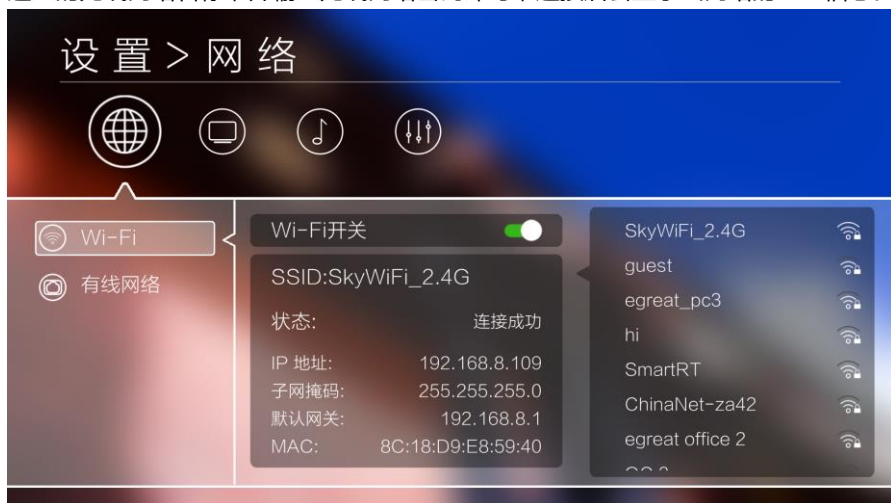 设置>网络
Wi-Fi
有线网络
Wi-Fi开关
SSID:SkyWiFi_2.4G
状态: 连接成功
IP 地址: 192.168.8.109
子网掩码: 255.255.255.0
默认网关: 192.168.8.1
MAC: 8C:18:D9:E8:59:40
SkyWiFi_2.4G
guest
egreat_pc3
hi
SmartRT
ChinaNet-za42
egreat office 2